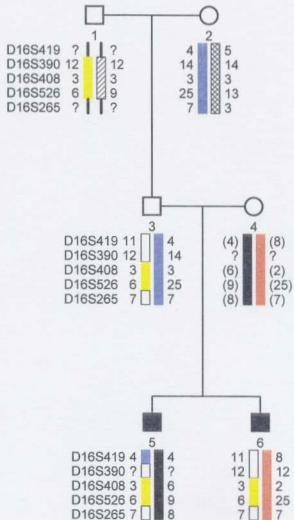 1 2
D16S419 ? ? 4 5
D16S390 12 12 14 14
D16S408 3 3 3 3
D16S526 6 9 25 13
D16S265 ? ? 7 3
3 4
D16S419 11 4 (4) (8)
D16S390 12 14 ? ?
D16S408 3 3 (6) (2)
D16S526 6 25 (9) (25)
D16S265 7 7 (8) (7)
5 6
D16S419 4 4 11 8
D16S390 ? ? 12 12
D16S408 3 6 3 2
D16S526 6 9 6 25
D16S265 7 8 7 7